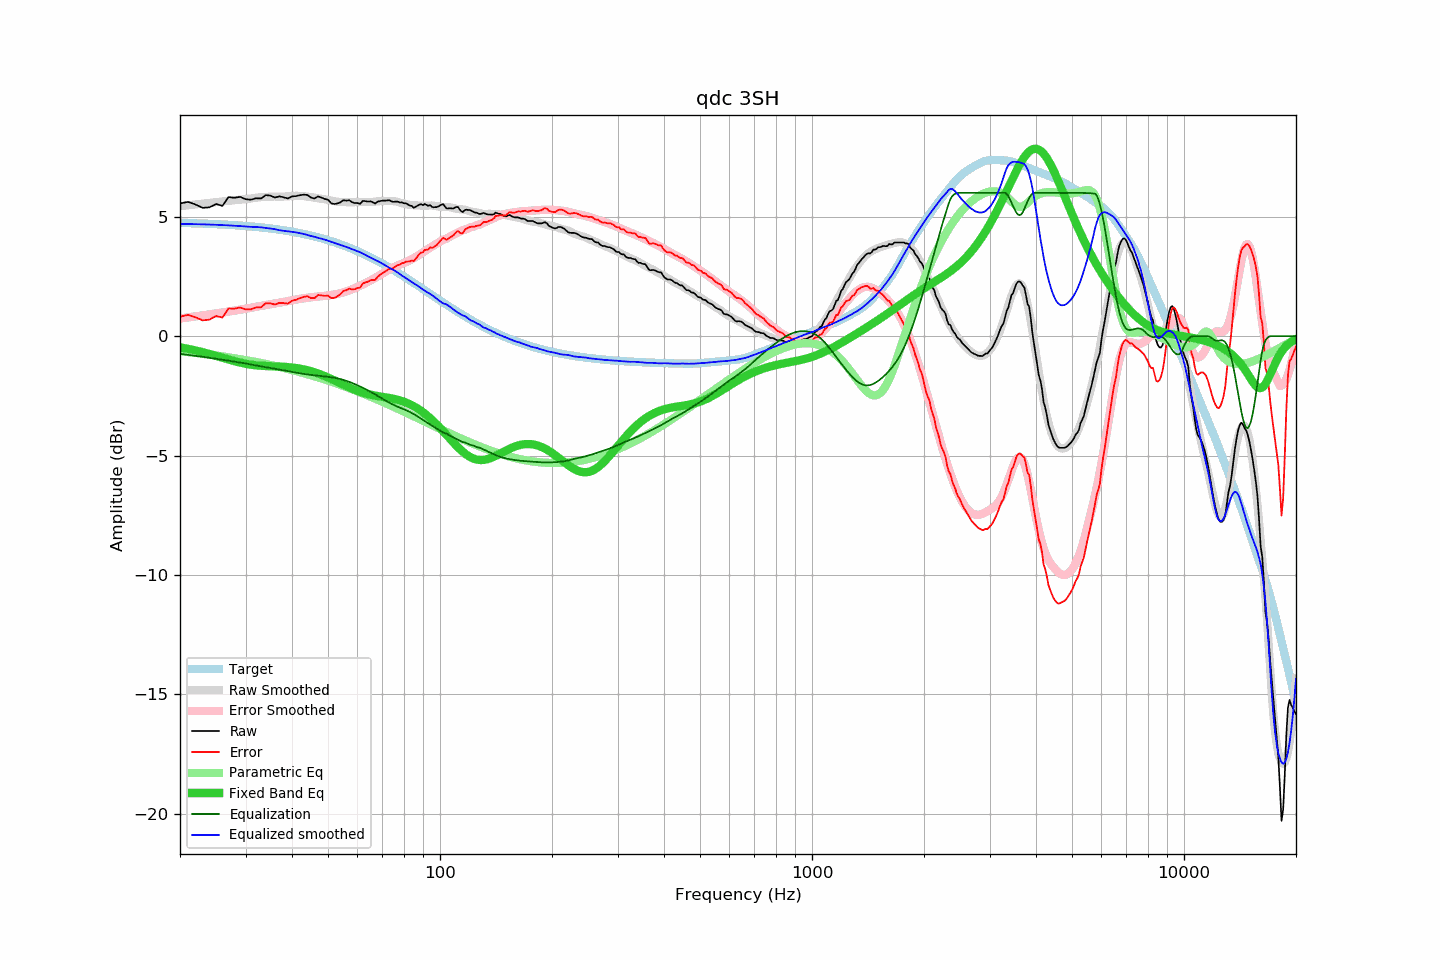 qdc 3SH
5
0
−5
−10
−15
−20
Amplitude (dBr)
Target
Raw Smoothed
Error Smoothed
Raw
Error
Parametric Eq
Fixed Band Eq
Equalization
Equalized smoothed
100
1000
10000
Frequency (Hz)